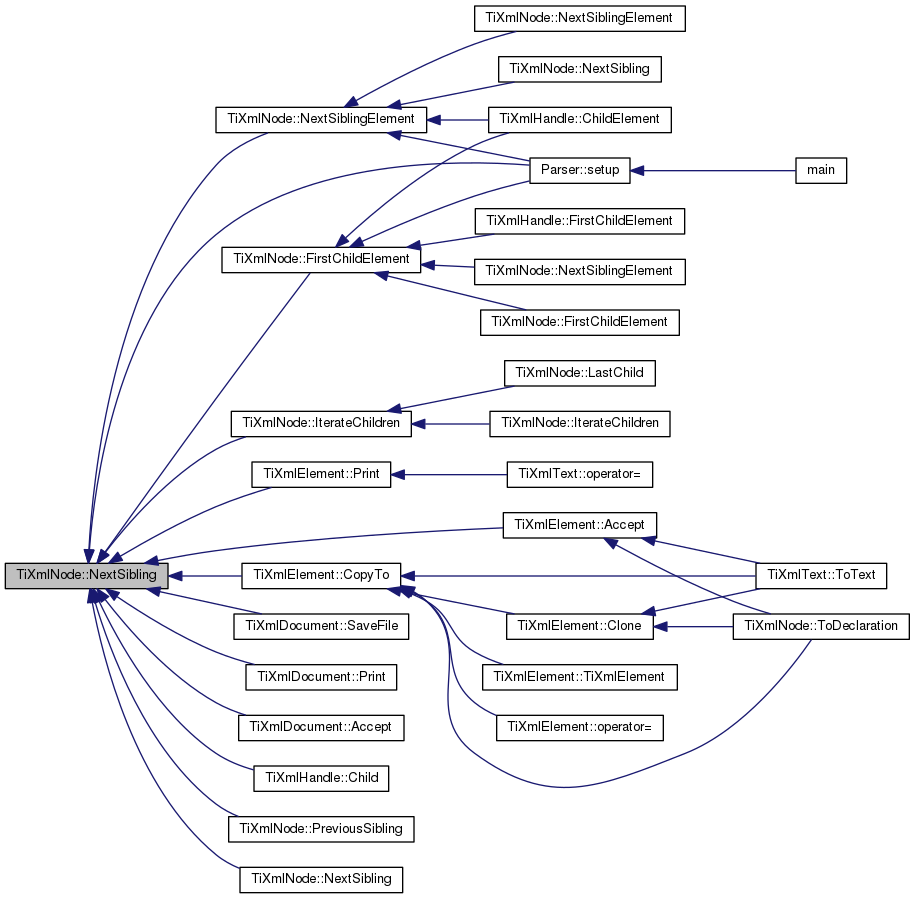 TiXmlNode::NextSiblingElement
TiXmlNode::NextSibling
TiXmlNode::NextSiblingElement
TiXmlHandle::ChildElement
Parser::setup
main
TiXmlHandle::FirstChildElement
TiXmlNode::FirstChildElement
TiXmlNode::NextSiblingElement
TiXmlNode::FirstChildElement
TiXmlNode::LastChild
TiXmlNode::IterateChildren
TiXmlNode::IterateChildren
TiXmlElement::Print
TiXmlText::operator=
TiXmlElement::Accept
TiXmlNode::NextSibling
TiXmlElement::CopyTo
TiXmlText::ToText
TiXmlDocument::SaveFile
TiXmlElement::Clone
TiXmlNode::ToDeclaration
TiXmlDocument::Print
TiXmlElement::TiXmlElement
TiXmlDocument::Accept
TiXmlElement::operator=
TiXmlHandle::Child
TiXmlNode::PreviousSibling
TiXmlNode::NextSibling